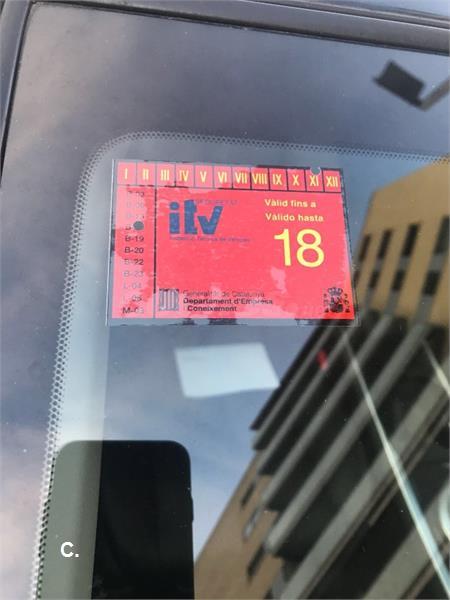 I II III IV V VI VII VIII IX X XI XII
Vàlid fins a
Válido hasta
itv
18
B-19
B-20
B-22
B-23
L-04
L-05
M-03
Generalitat de Catalunya
Departament d'Empresa
i Coneixement
C.